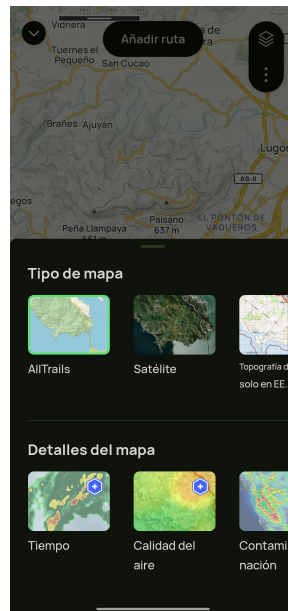 Vidriera
Añadir ruta
Tuernes el
Pequeño
San Cucao
Brañes
Ajuyán
Lugo
AS-II
egos
Peña Llampaya
Paisano
637 m
EL PONTÓN DE
VAQUEROS
Tipo de mapa
AllTrails
Satélite
Topografía d
solo en EE.
Detalles del mapa
Tiempo
Calidad del
aire
Contami
nación